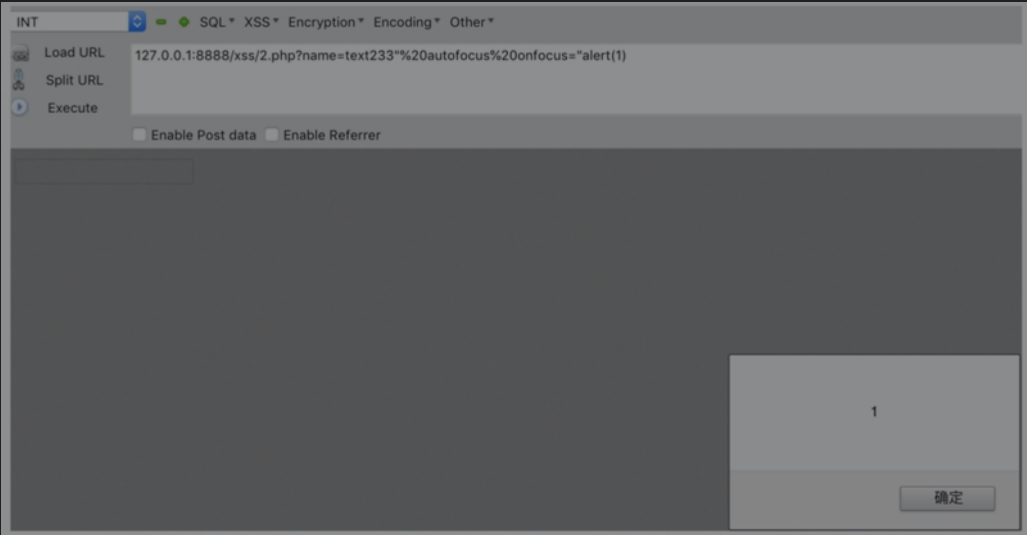 INT SQL XSS Encryption Encoding Other
Load URL 127.0.0.1:8888/xss/2.php?name=text233"%20autofocus%20onfocus="alert(1)
Split URL
Execute
Enable Post data Enable Referrer
1
确定